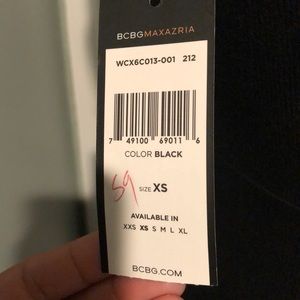 BCBGMAXAZRIA
WCX6C013-001 212
7 49100 69011 6
COLOR BLACK
59 SIZE XS
AVAILABLE IN
XXS XS S M L XL
BCBG.COM